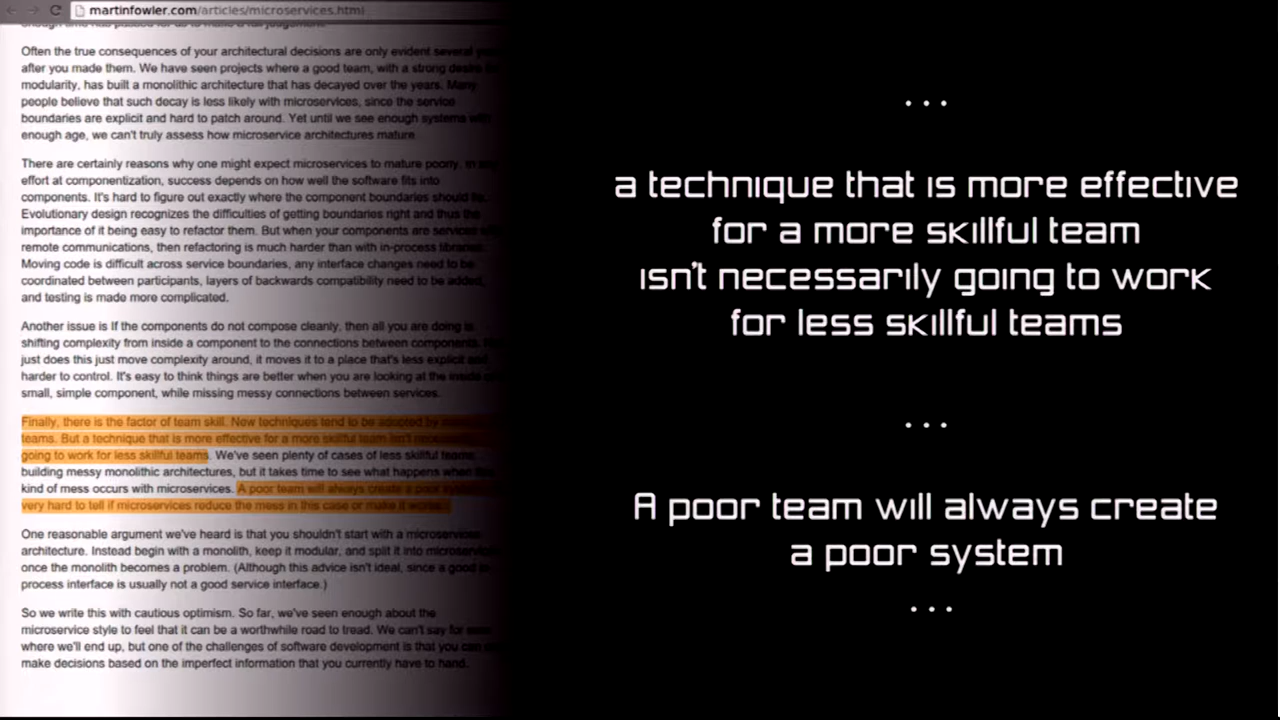 martinfowler.com/articles/microservices.html
Often the true consequences of your architectural decisions are only evident several
after you made them. We have seen projects where a good team, with a strong desire
modularity, has built a monolithic architecture that has decayed over the years. Many
people believe that such decay is less likely with microservices, since the service
boundaries are explicit and hard to patch around. Yet until we see enough systems with
enough age, we can't truly assess how microservice architectures mature.
There are certainly reasons why one might expect microservices to mature poorly. In
effort at componentization, success depends on how well the software fits into
components. It's hard to figure out exactly where the component boundaries should lie.
Evolutionary design recognizes the difficulties of getting boundaries right and thus the
importance of it being easy to refactor them. But when your components are services
remote communications, then refactoring is much harder than with in-process libraries.
Moving code is difficult across service boundaries, any interface changes need to be
coordinated between participants, layers of backwards compatibility need to be added,
and testing is made more complicated.
Another issue is If the components do not compose cleanly, then all you are doing is
shifting complexity from inside a component to the connections between components.
just does this just move complexity around, it moves it to a place that's less explicit and
harder to control. It's easy to think things are better when you are looking at the inside
small, simple component, while missing messy connections between services.
Finally, there is the factor of team skill. New techniques tend to be adopted by
teams. But a technique that is more effective for a more skillful team isn't
going to work for less skillful teams. We've seen plenty of cases of less skillful teams
building messy monolithic architectures, but it takes time to see what happens when
kind of mess occurs with microservices. A poor team will always create a poor
very hard to tell if microservices reduce the mess in this case or make it worse.
One reasonable argument we've heard is that you shouldn't start with a microservices
architecture. Instead begin with a monolith, keep it modular, and split it into
once the monolith becomes a problem. (Although this advice isn't ideal, since a good
process interface is usually not a good service interface.)
So we write this with cautious optimism. So far, we've seen enough about the
microservice style to feel that it can be a worthwhile road to tread. We can't say for
where we'll end up, but one of the challenges of software development is that you can
make decisions based on the imperfect information that you currently have to hand.
...
a technique that is more effective
for a more skillful team
isn't necessarily going to work
for less skillful teams
...
A poor team will always create
a poor system
...